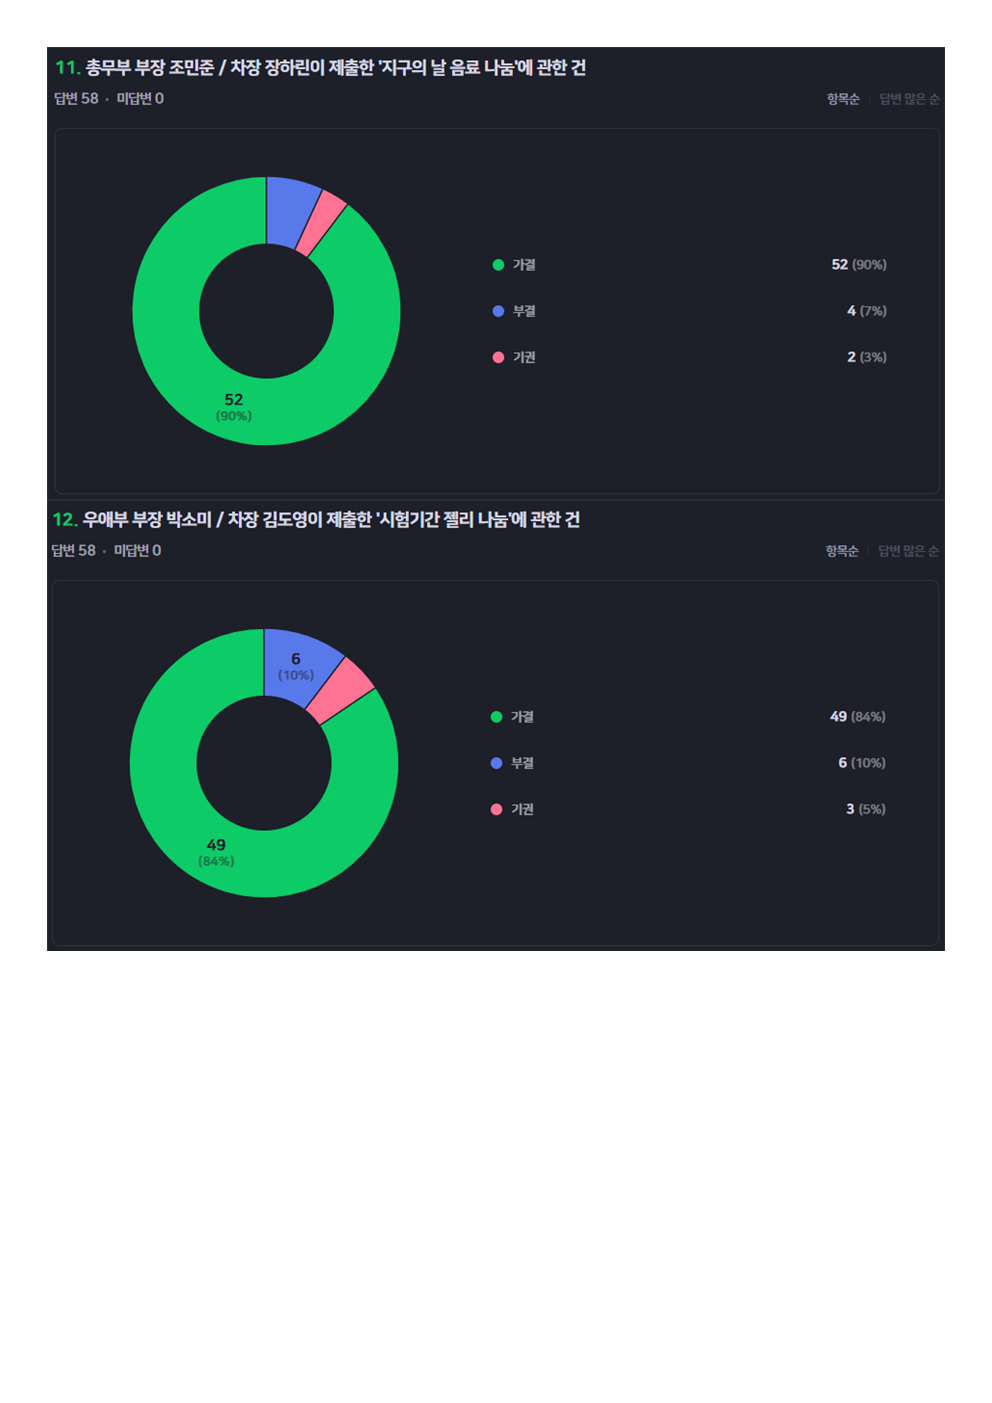 11. 총무부 부장 조민준 / 차장 장하린이 제출한 '지구의 날 음료 나눔'에 관한 건
답변 58 · 미답변 0
항목순 | 답변 많은 순
52
(90%)
가결 52 (90%)
부결 4 (7%)
기권 2 (3%)
12. 우애부 부장 박소미 / 차장 김도영이 제출한 '시험기간 젤리 나눔'에 관한 건
답변 58 · 미답변 0
항목순 | 답변 많은 순
6
(10%)
49
(84%)
가결 49 (84%)
부결 6 (10%)
기권 3 (5%)